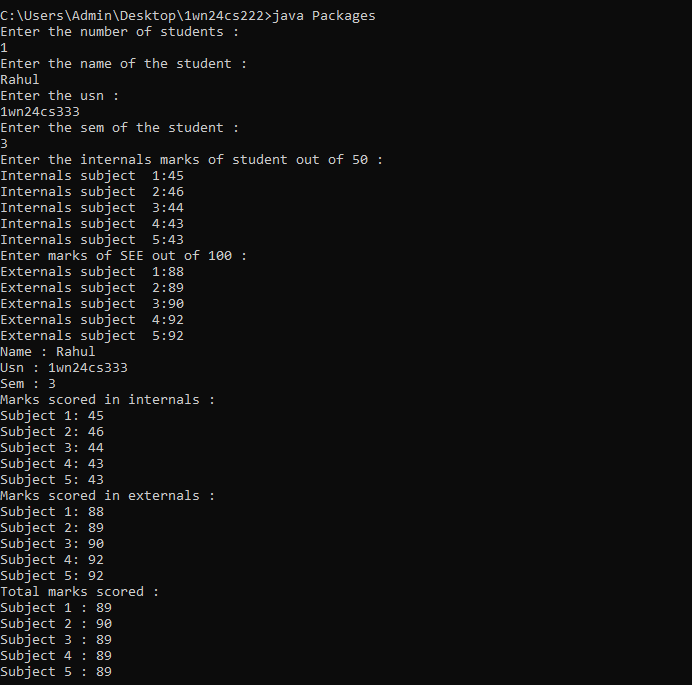 C:\Users\Admin\Desktop\1wn24cs222>java Packages
Enter the number of students :
1
Enter the name of the student :
Rahul
Enter the usn :
1wn24cs333
Enter the sem of the student :
3
Enter the internals marks of student out of 50 :
Internals subject  1:45
Internals subject  2:46
Internals subject  3:44
Internals subject  4:43
Internals subject  5:43
Enter marks of SEE out of 100 :
Externals subject  1:88
Externals subject  2:89
Externals subject  3:90
Externals subject  4:92
Externals subject  5:92
Name : Rahul
Usn : 1wn24cs333
Sem : 3
Marks scored in internals :
Subject 1: 45
Subject 2: 46
Subject 3: 44
Subject 4: 43
Subject 5: 43
Marks scored in externals :
Subject 1: 88
Subject 2: 89
Subject 3: 90
Subject 4: 92
Subject 5: 92
Total marks scored :
Subject 1 : 89
Subject 2 : 90
Subject 3 : 89
Subject 4 : 89
Subject 5 : 89